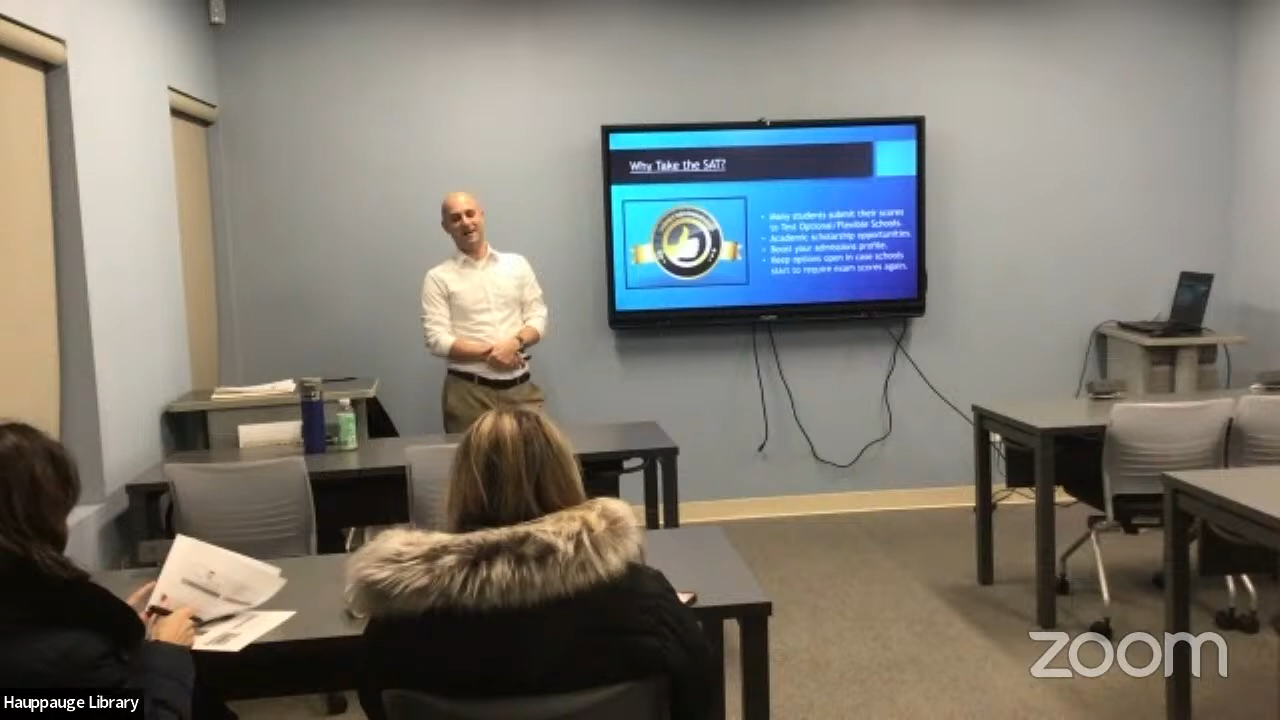 Why Take the SAT?
• Many students submit their scores
to Test Optional/Flexible Schools.
• Academic scholarship opportunities.
• Boost your admissions profile.
• Keep options open in case schools
start to require exam scores again.
zoom
Hauppauge Library